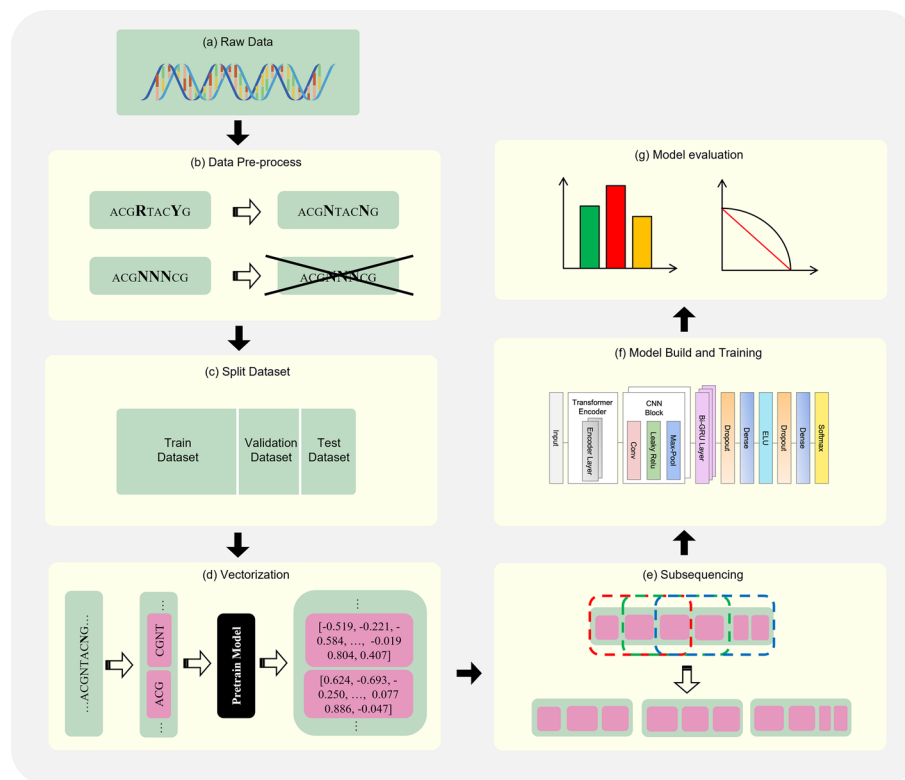 (a) Raw Data
(b) Data Pre-process
ACGRTACYG
ACGNTACNG
ACGNNNCG
ACGNNNCG
(c) Split Dataset
Train
Dataset
Validation
Dataset
Test
Dataset
(d) Vectorization
…ACGNTACNG…
…
CGNT
ACG
…
Pretrain Model
…
[-0.519, -0.221, -
0.584, …, -0.019
0.804, 0.407]
[0.624, -0.693, -
0.250, …, 0.077
0.886, -0.047]
…
(e) Subsequencing
(f) Model Build and Training
Input
Transformer
Encoder
Encoder Layer
CNN
Block
Conv
Leaky Relu
Max-Pool
BI-GRU Layer
Dropout
Dense
ELU
Dropout
Dense
Softmax
(g) Model evaluation